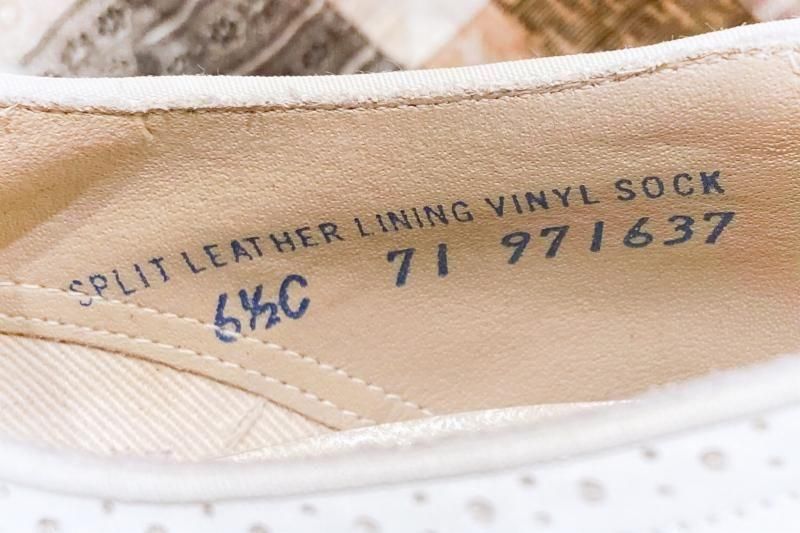 SPLIT LEATHER LINING VINYL SOCK
6½C 71 971637